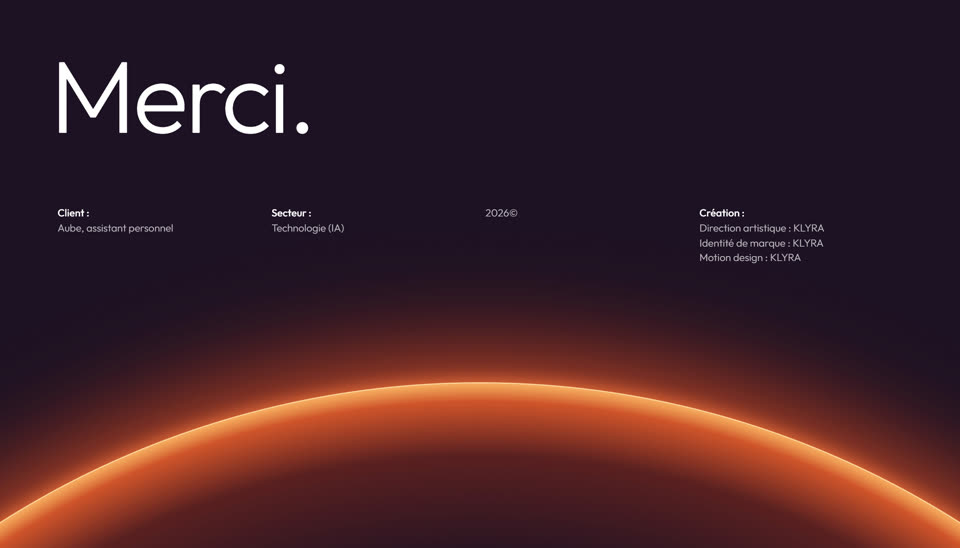 Merci.
Client :
Aube, assistant personnel
Secteur :
Technologie (IA)
2026©
Création :
Direction artistique : KLYRA
Identité de marque : KLYRA
Motion design : KLYRA